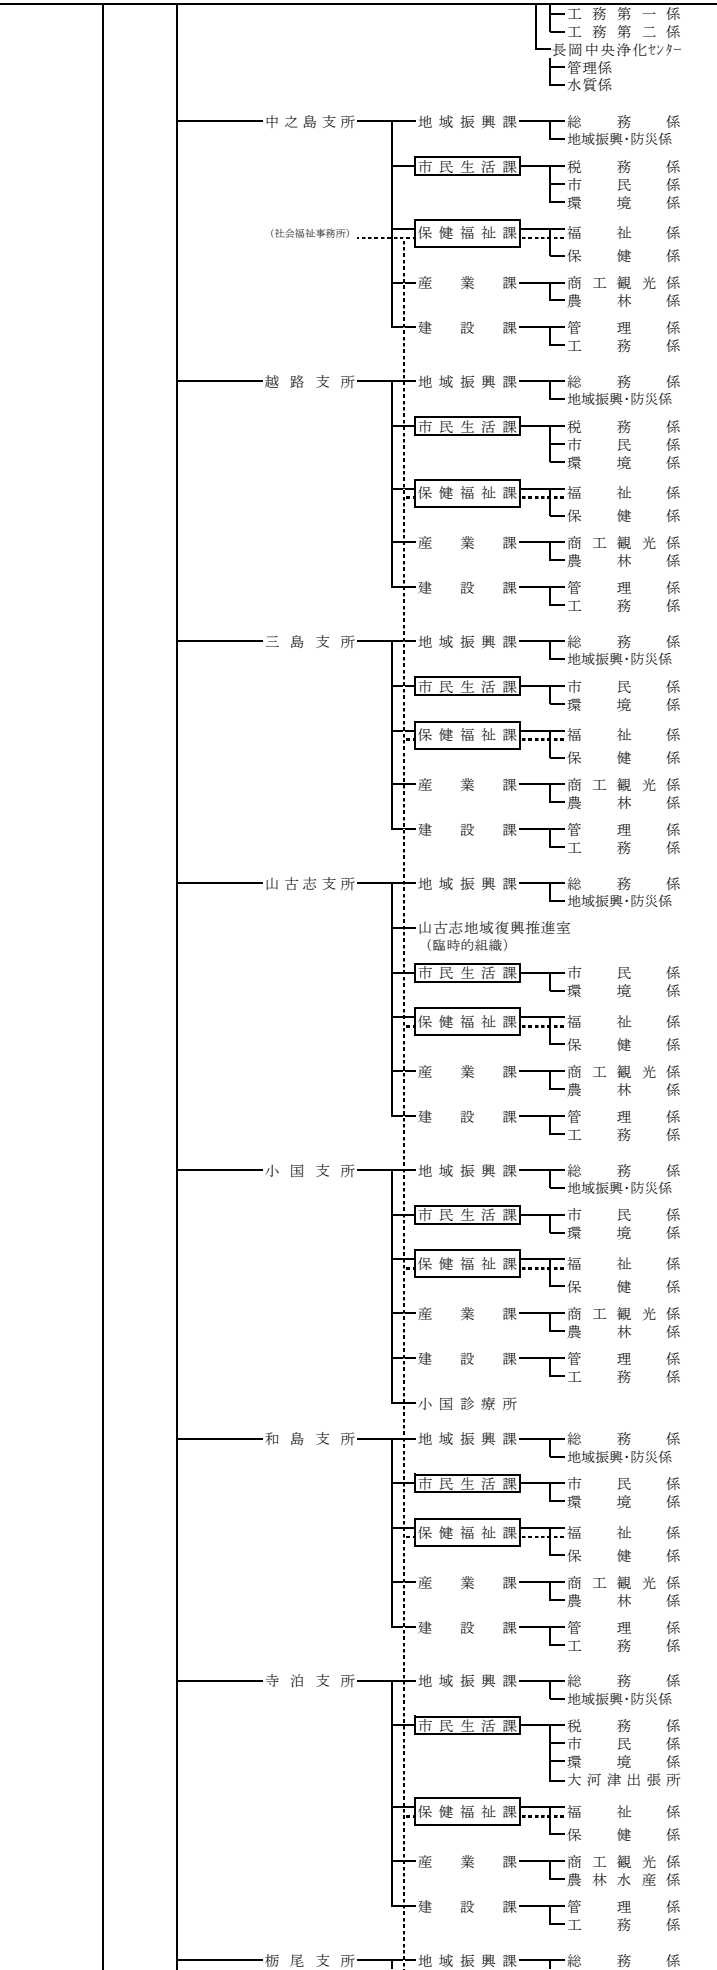 工務第一係
工務第二係
長岡中央浄化ｾﾝﾀｰ
管理係
水質係
中之島支所 地域振興課 総務係
地域振興･防災係
市民生活課 税務係
市民係
環境係
（社会福祉事務所） 保健福祉課 福祉係
保健係
産業課 商工観光係
農林係
建設課 管理係
工務係
越路支所 地域振興課 総務係
地域振興･防災係
市民生活課 税務係
市民係
環境係
保健福祉課 福祉係
保健係
産業課 商工観光係
農林係
建設課 管理係
工務係
三島支所 地域振興課 総務係
地域振興･防災係
市民生活課 市民係
環境係
保健福祉課 福祉係
保健係
産業課 商工観光係
農林係
建設課 管理係
工務係
山古志支所 地域振興課 総務係
地域振興･防災係
山古志地域復興推進室
（臨時的組織）
市民生活課 市民係
環境係
保健福祉課 福祉係
保健係
産業課 商工観光係
農林係
建設課 管理係
工務係
小国支所 地域振興課 総務係
地域振興･防災係
市民生活課 市民係
環境係
保健福祉課 福祉係
保健係
産業課 商工観光係
農林係
建設課 管理係
工務係
小国診療所
和島支所 地域振興課 総務係
地域振興･防災係
市民生活課 市民係
環境係
保健福祉課 福祉係
保健係
産業課 商工観光係
農林係
建設課 管理係
工務係
寺泊支所 地域振興課 総務係
地域振興･防災係
市民生活課 税務係
市民係
環境係
大河津出張所
保健福祉課 福祉係
保健係
産業課 商工観光係
農林水産係
建設課 管理係
工務係
栃尾支所 地域振興課 総務係